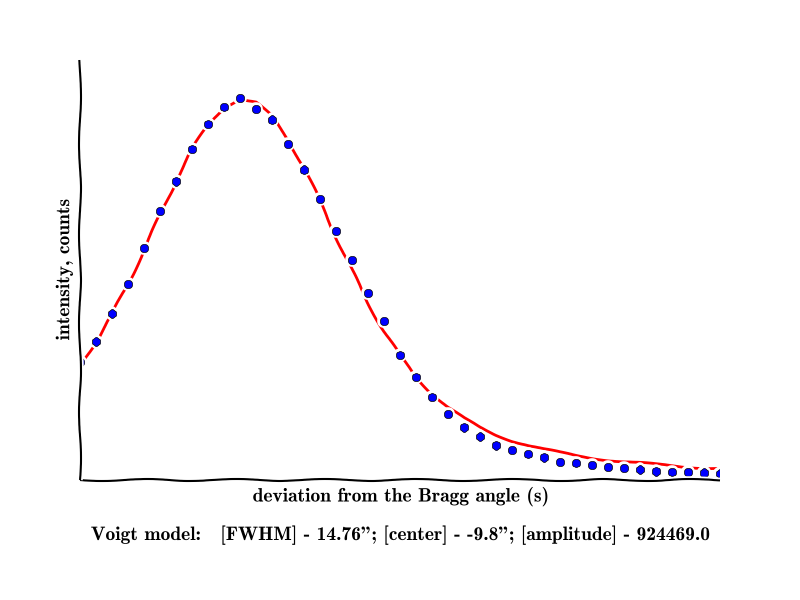 intensity, counts
deviation from the Bragg angle (s)
Voigt model: [FWHM] - 14.76”; [center] - -9.8”; [amplitude] - 924469.0